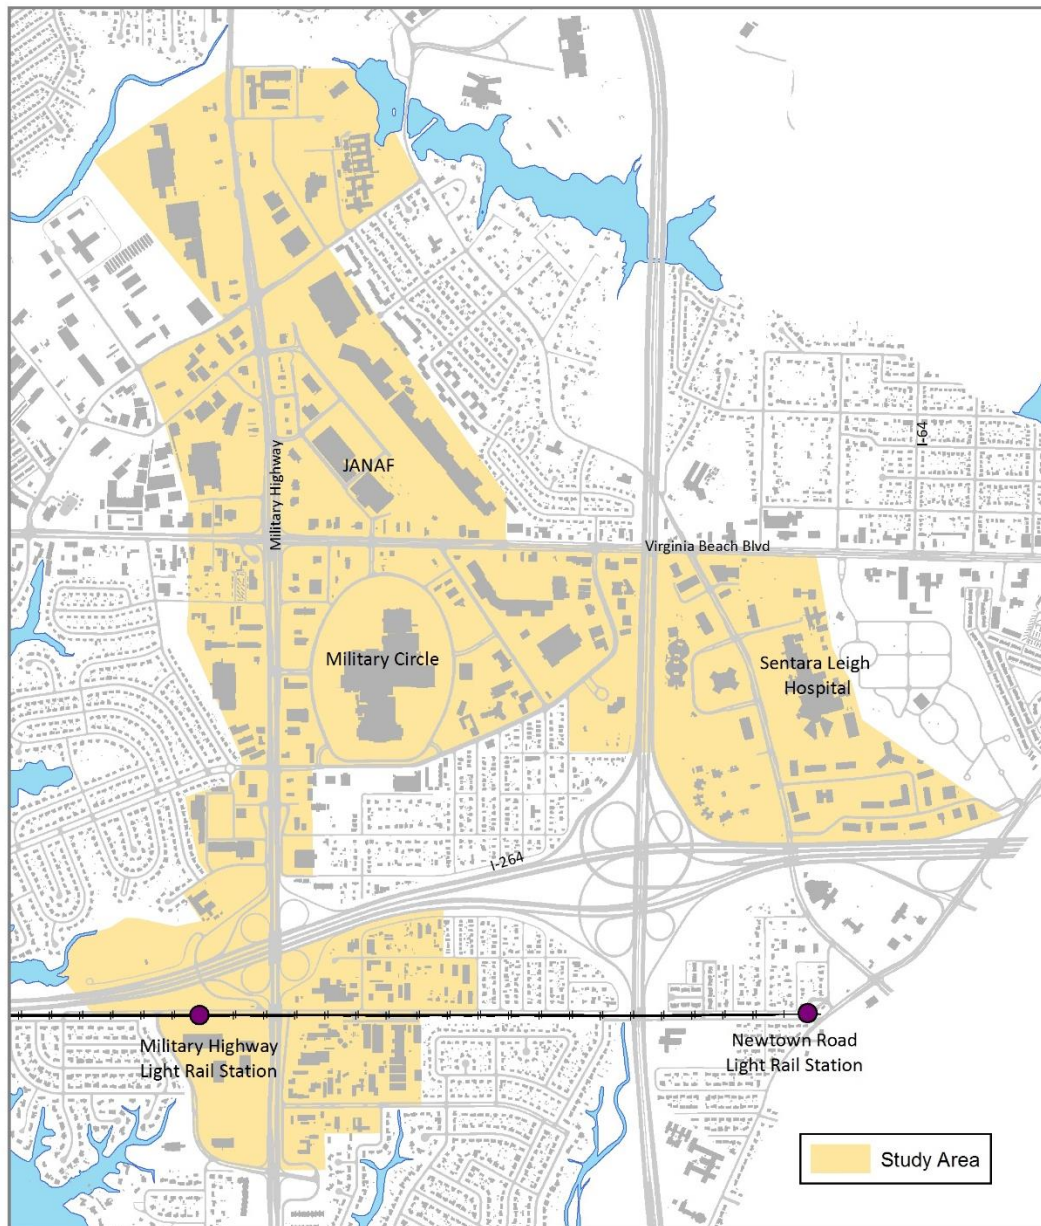 I-64
Military Highway
JANAF
Virginia Beach Blvd
Military Circle
Sentara Leigh
Hospital
I-264
Military Highway
Light Rail Station
Newtown Road
Light Rail Station
Study Area